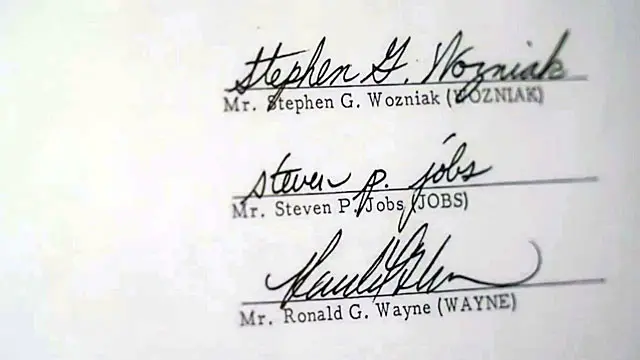 Stephen G. Wozniak
Mr. Stephen G. Wozniak (WOZNIAK)
steven p. jobs
Mr. Steven P. Jobs (JOBS)
Mr. Ronald G. Wayne (WAYNE)